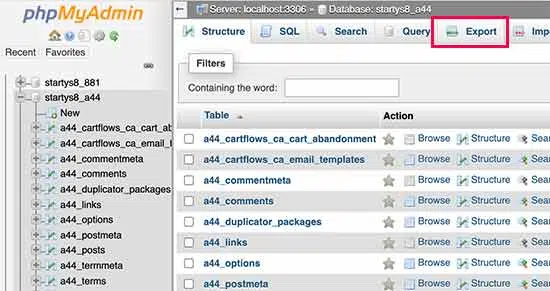 phpMyAdmin
Recent Favorites
startys8_881
startys8_a44
New
a44_cartflows_ca_cart_a
a44_cartflows_ca_email_t
a44_commentmeta
a44_comments
a44_duplicator_packages
a44_links
a44_options
a44_postmeta
a44_posts
a44_termmeta
a44_terms
Server: localhost:3306 » Database: startys8_a44
Structure SQL Search Query Export Impo
Filters
Containing the word:
Table Action
a44_cartflows_ca_cart_abandonment Browse Structure Sear
a44_cartflows_ca_email_templates Browse Structure Sear
a44_commentmeta Browse Structure Sear
a44_comments Browse Structure Sear
a44_duplicator_packages Browse Structure Sear
a44_links Browse Structure Sear
a44_options Browse Structure Sear
a44_postmeta Browse Structure Sear